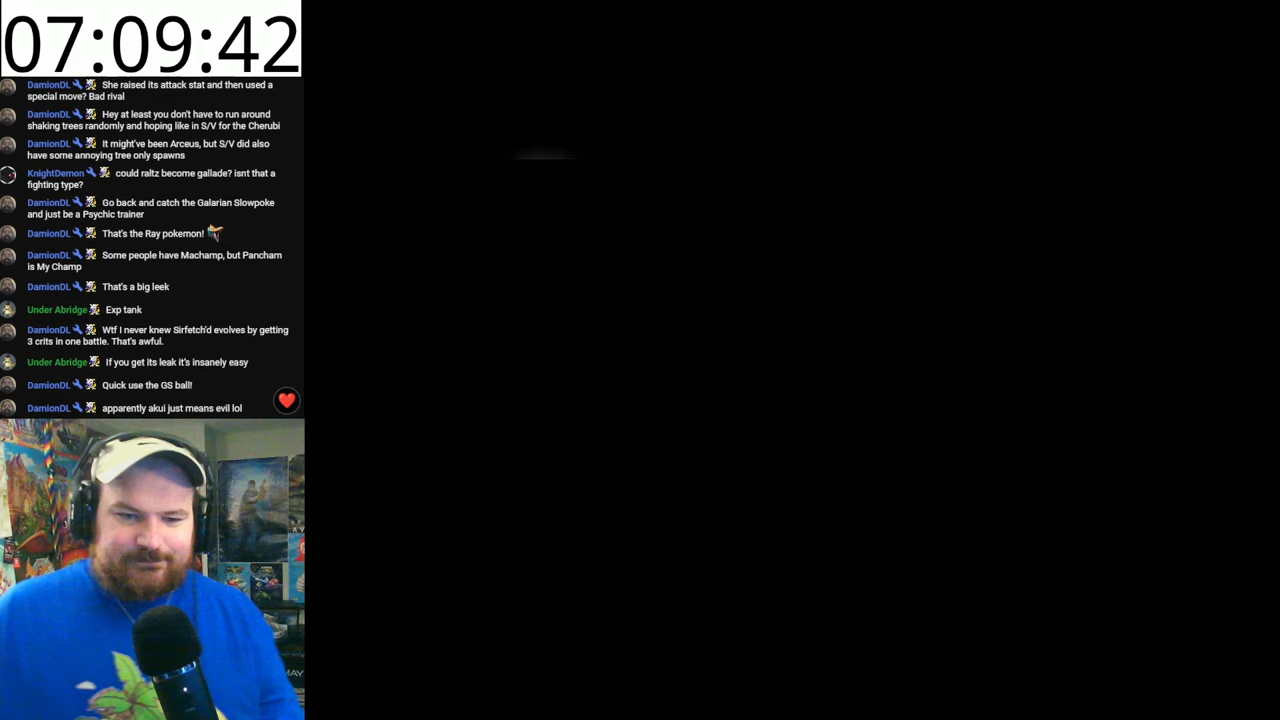 07:09:42
DamionDL She raised its attack stat and then used a
special move? Bad rival
DamionDL Hey at least you don't have to run around
shaking trees randomly and hoping like in S/V for the Cherubi
DamionDL It might've been Arceus, but S/V did also
have some annoying tree only spawns
KnightDemon could raltz become gallade? isnt that a
fighting type?
DamionDL Go back and catch the Galarian Slowpoke
and just be a Psychic trainer
DamionDL That's the Ray pokemon!
DamionDL Some people have Machamp, but Pancham
is My Champ
DamionDL That's a big leek
Under Abridge Exp tank
DamionDL Wtf I never knew Sirfetch'd evolves by getting
3 crits in one battle. That's awful.
Under Abridge If you get its leak it's insanely easy
DamionDL Quick use the GS ball!
DamionDL apparently akui just means evil lol
MAY